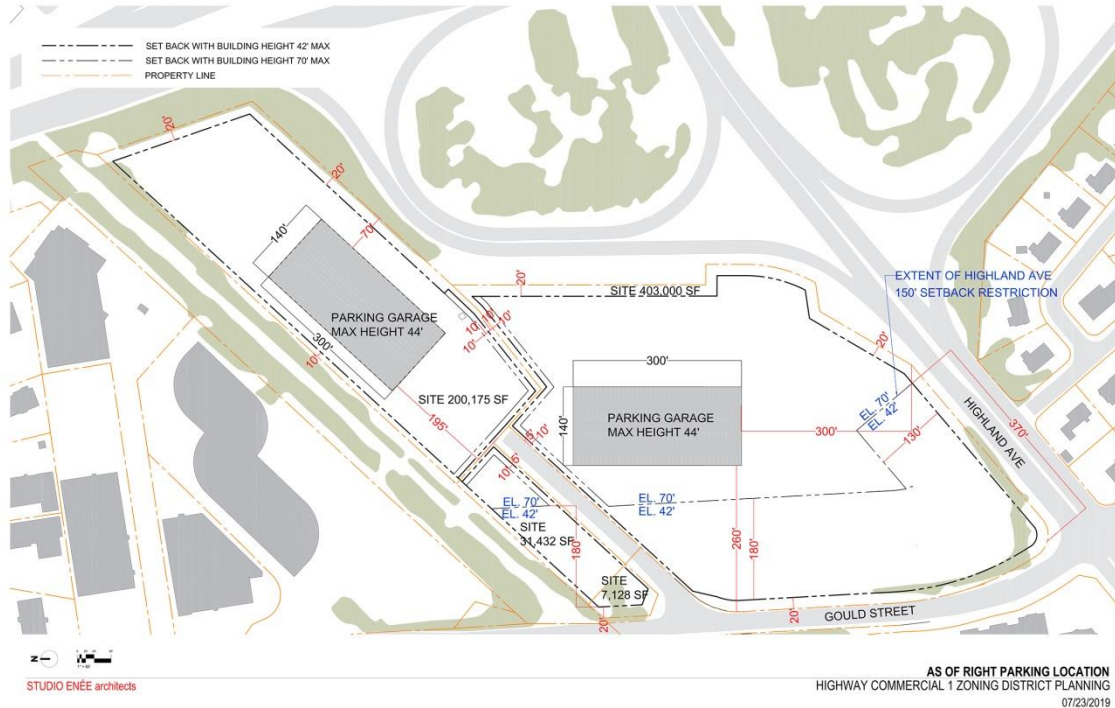 SET BACK WITH BUILDING HEIGHT 42' MAX
SET BACK WITH BUILDING HEIGHT 70' MAX
PROPERTY LINE
20'
20'
70'
140'
PARKING GARAGE
MAX HEIGHT 44'
300'
10'
195'
SITE 200,175 SF
20'
SITE 403,000 SF
10'
10'
10'
10'
EXTENT OF HIGHLAND AVE
150' SETBACK RESTRICTION
20'
300'
140'
PARKING GARAGE
MAX HEIGHT 44'
300'
EL. 70'
EL. 42'
130'
HIGHLAND AVE
370'
15'
10'
10'
5'
EL. 70'
EL. 42'
SITE
31,432 SF
180'
SITE
7,128 SF
20'
EL. 70'
EL. 42'
260'
180'
20'
GOULD STREET
N
STUDIO ENÉE architects
AS OF RIGHT PARKING LOCATION
HIGHWAY COMMERCIAL 1 ZONING DISTRICT PLANNING
07/23/2019